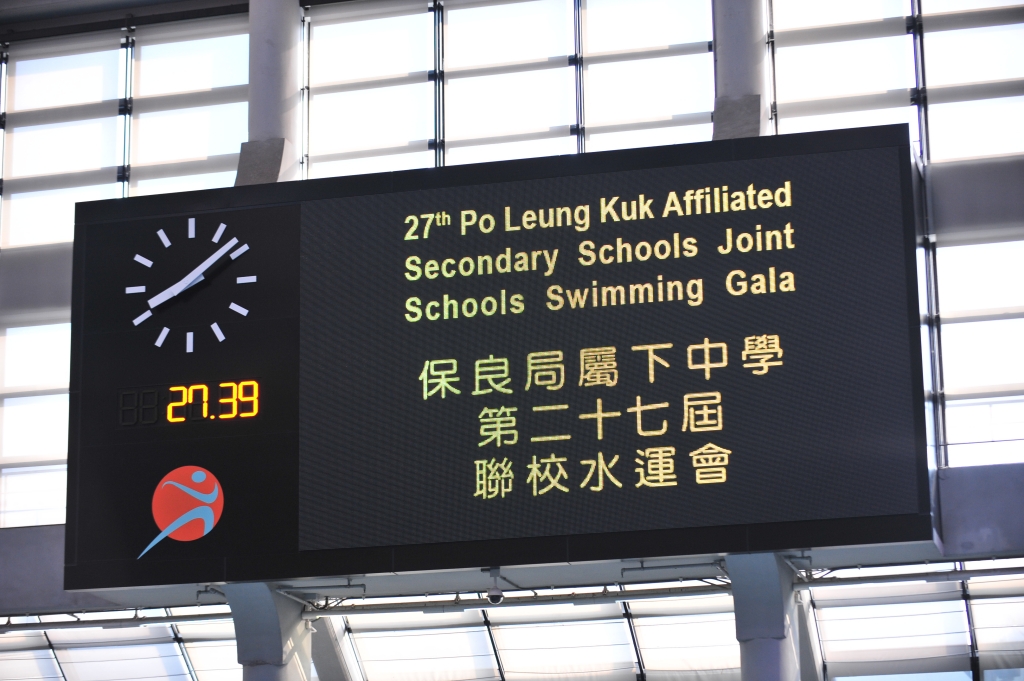 27th Po Leung Kuk Affiliated
Secondary Schools Joint
Schools Swimming Gala
保良局屬下中學
第二十七屆
聯校水運會
27.39